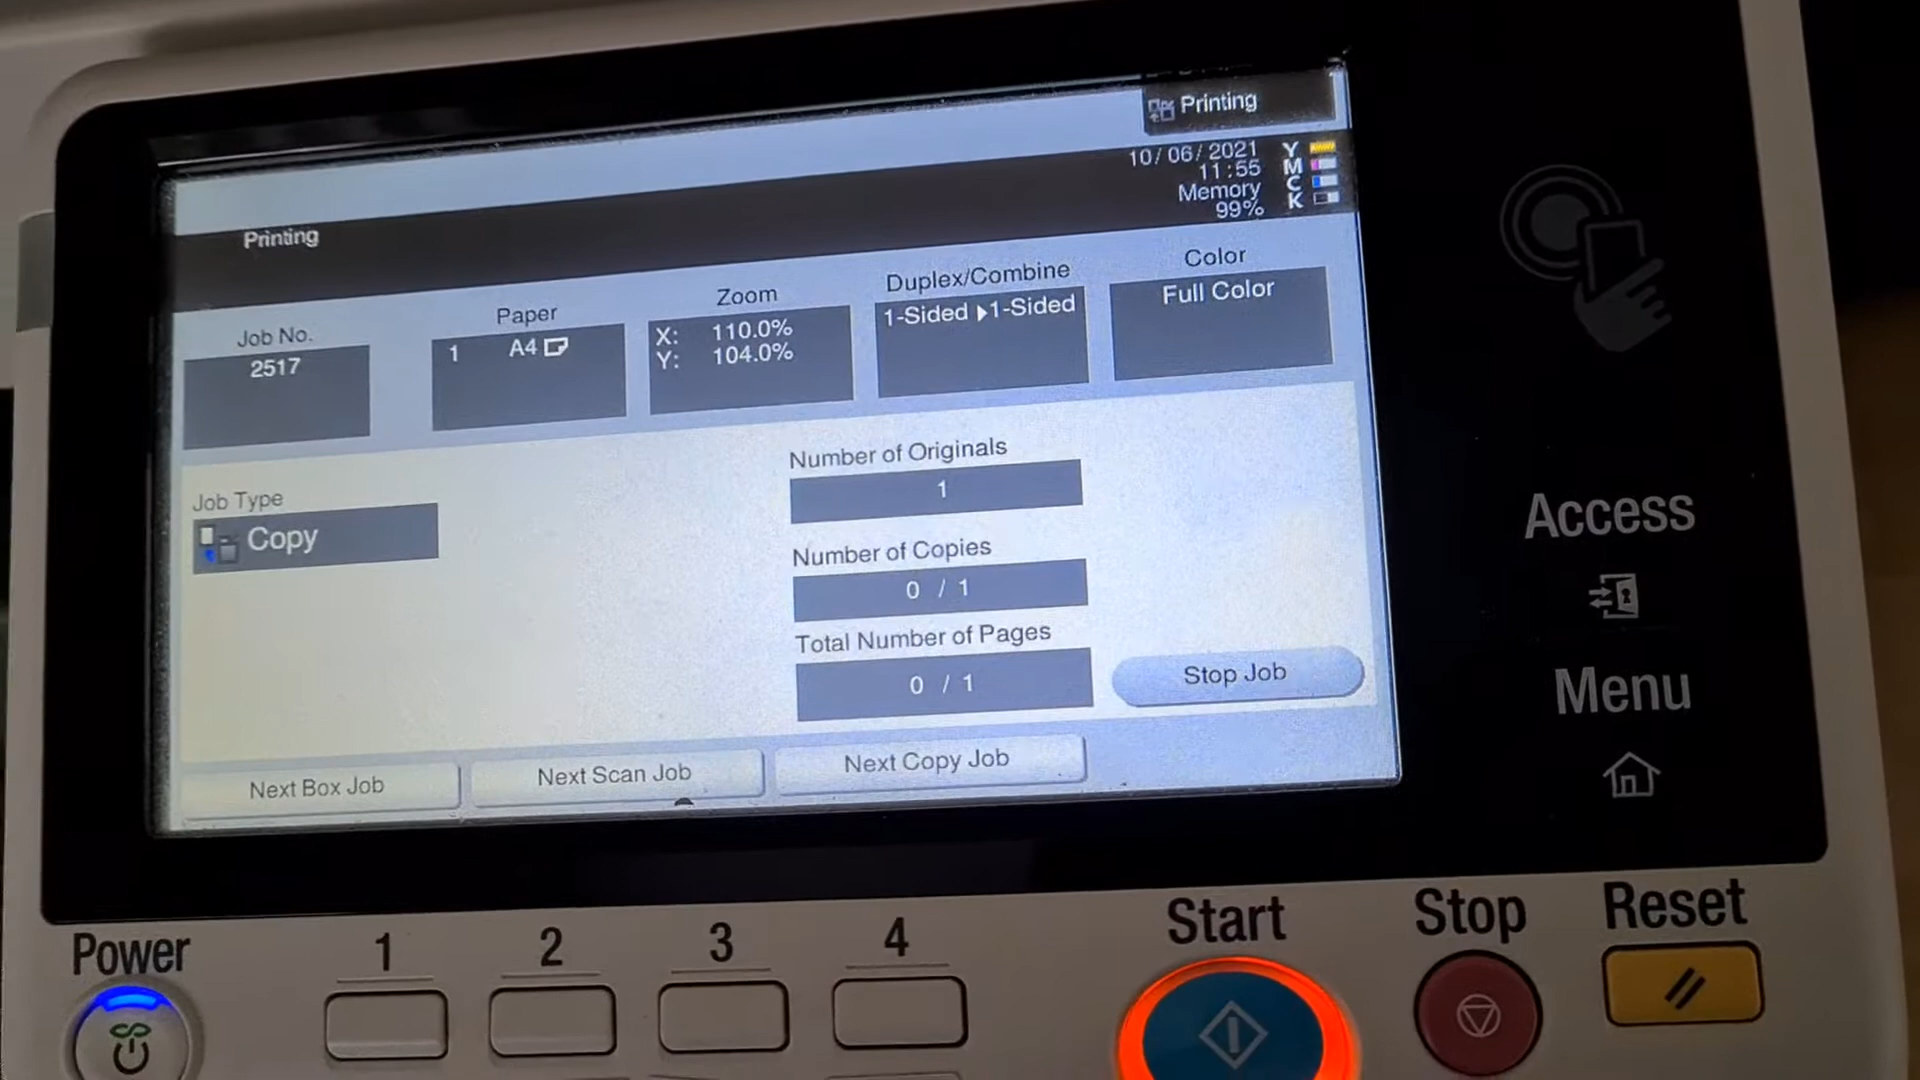 Printing
10/06/2021
11:55
Memory
99%
Y
M
C
K
Printing
Job No.
2517
Paper
1 A4
Zoom
X: 110.0%
Y: 104.0%
Duplex/Combine
1-Sided ▶1-Sided
Color
Full Color
Job Type
Copy
Number of Originals
1
Number of Copies
0 / 1
Total Number of Pages
0 / 1
Stop Job
Next Box Job
Next Scan Job
Next Copy Job
Access
Menu
Power
1
2
3
4
Start
Stop
Reset